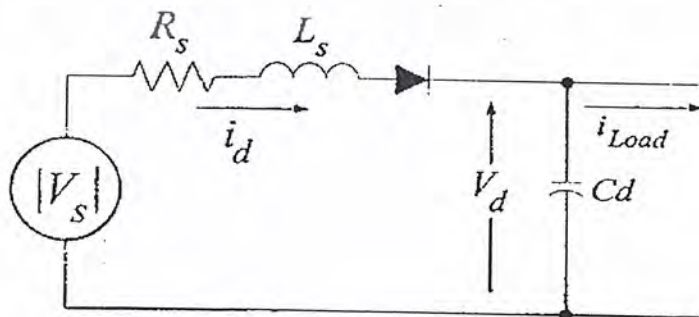 R_s L_s
i_d
i_Load
|V_s|
V_d
Cd